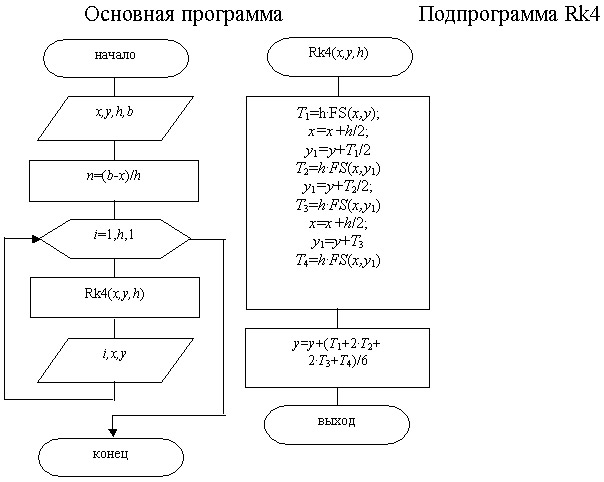 Основная программа
Подпрограмма Rk4
начало
x,y,h,b
n=(b-x)/h
i=1,h,1
Rk4(x,y,h)
i,x,y
конец
Rk4(x,y,h)
T₁=h·FS(x,y);
x=x+h/2;
y₁=y+T₁/2
T₂=h·FS(x,y₁)
y₁=y+T₂/2;
T₃=h·FS(x,y₁)
x=x+h/2;
y₁=y+T₃
T₄=h·FS(x,y₁)
y=y+(T₁+2·T₂+
2·T₃+T₄)/6
выход